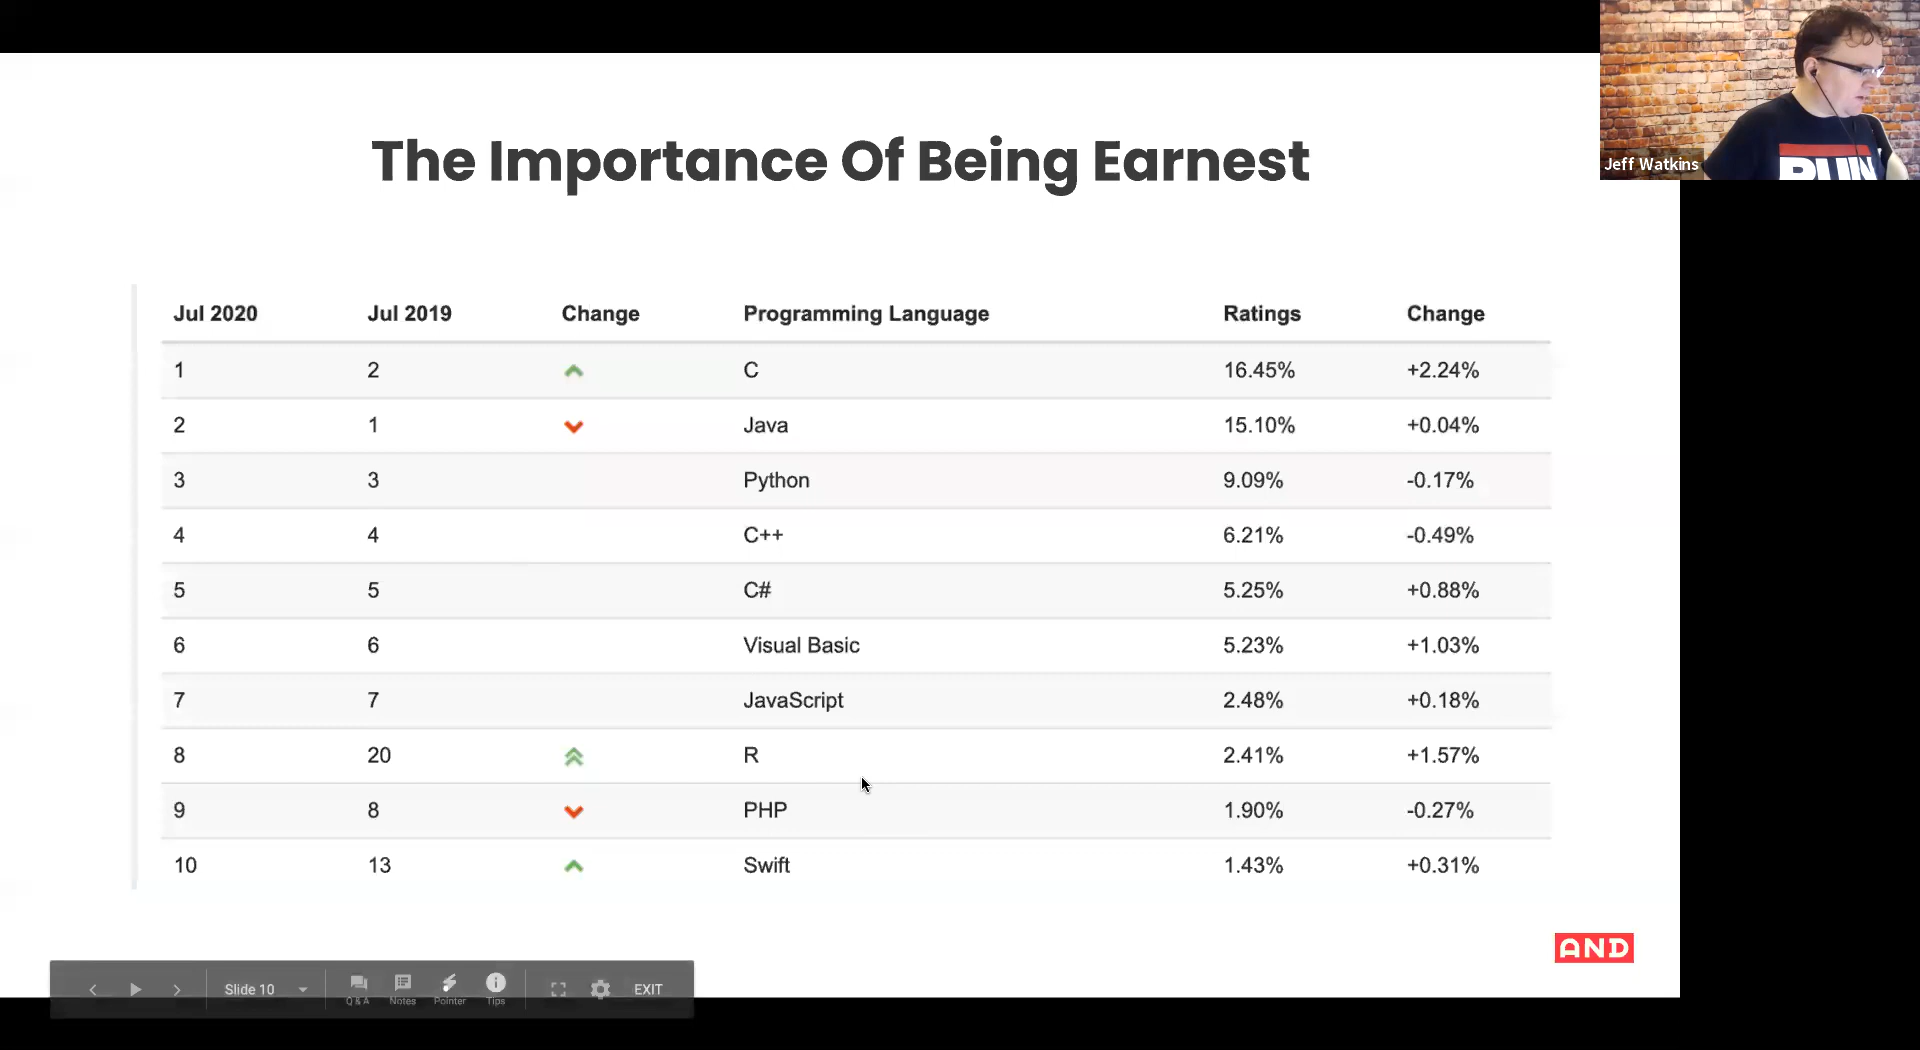 The Importance Of Being Earnest
Jeff Watkins
Jul 2020 Jul 2019 Change Programming Language Ratings Change
1 2 C 16.45% +2.24%
2 1 Java 15.10% +0.04%
3 3 Python 9.09% -0.17%
4 4 C++ 6.21% -0.49%
5 5 C# 5.25% +0.88%
6 6 Visual Basic 5.23% +1.03%
7 7 JavaScript 2.48% +0.18%
8 20 R 2.41% +1.57%
9 8 PHP 1.90% -0.27%
10 13 Swift 1.43% +0.31%
AND
Slide 10 Q & A Notes Pointer Tips EXIT